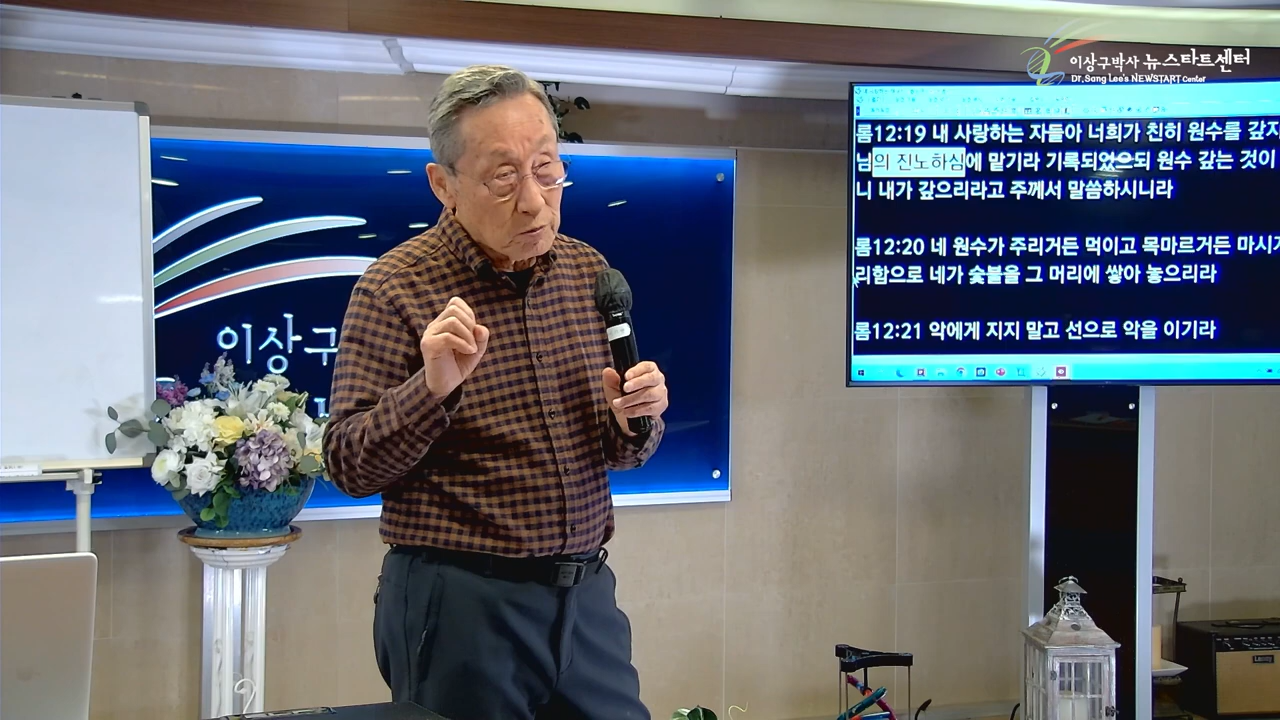 이상구박사 뉴스타트센터
Dr. Sang Lee's NEWSTART Center
롬12:19 내 사랑하는 자들아 너희가 친히 원수를 갚지
님의 진노하심에 맡기라 기록되었으되 원수 갚는 것이
니 내가 갚으리라고 주께서 말씀하시니라
롬12:20 네 원수가 주리거든 먹이고 목마르거든 마시
리함으로 네가 숯불을 그 머리에 쌓아 놓으리라
롬12:21 악에게 지지 말고 선으로 악을 이기라
이상구
Laney